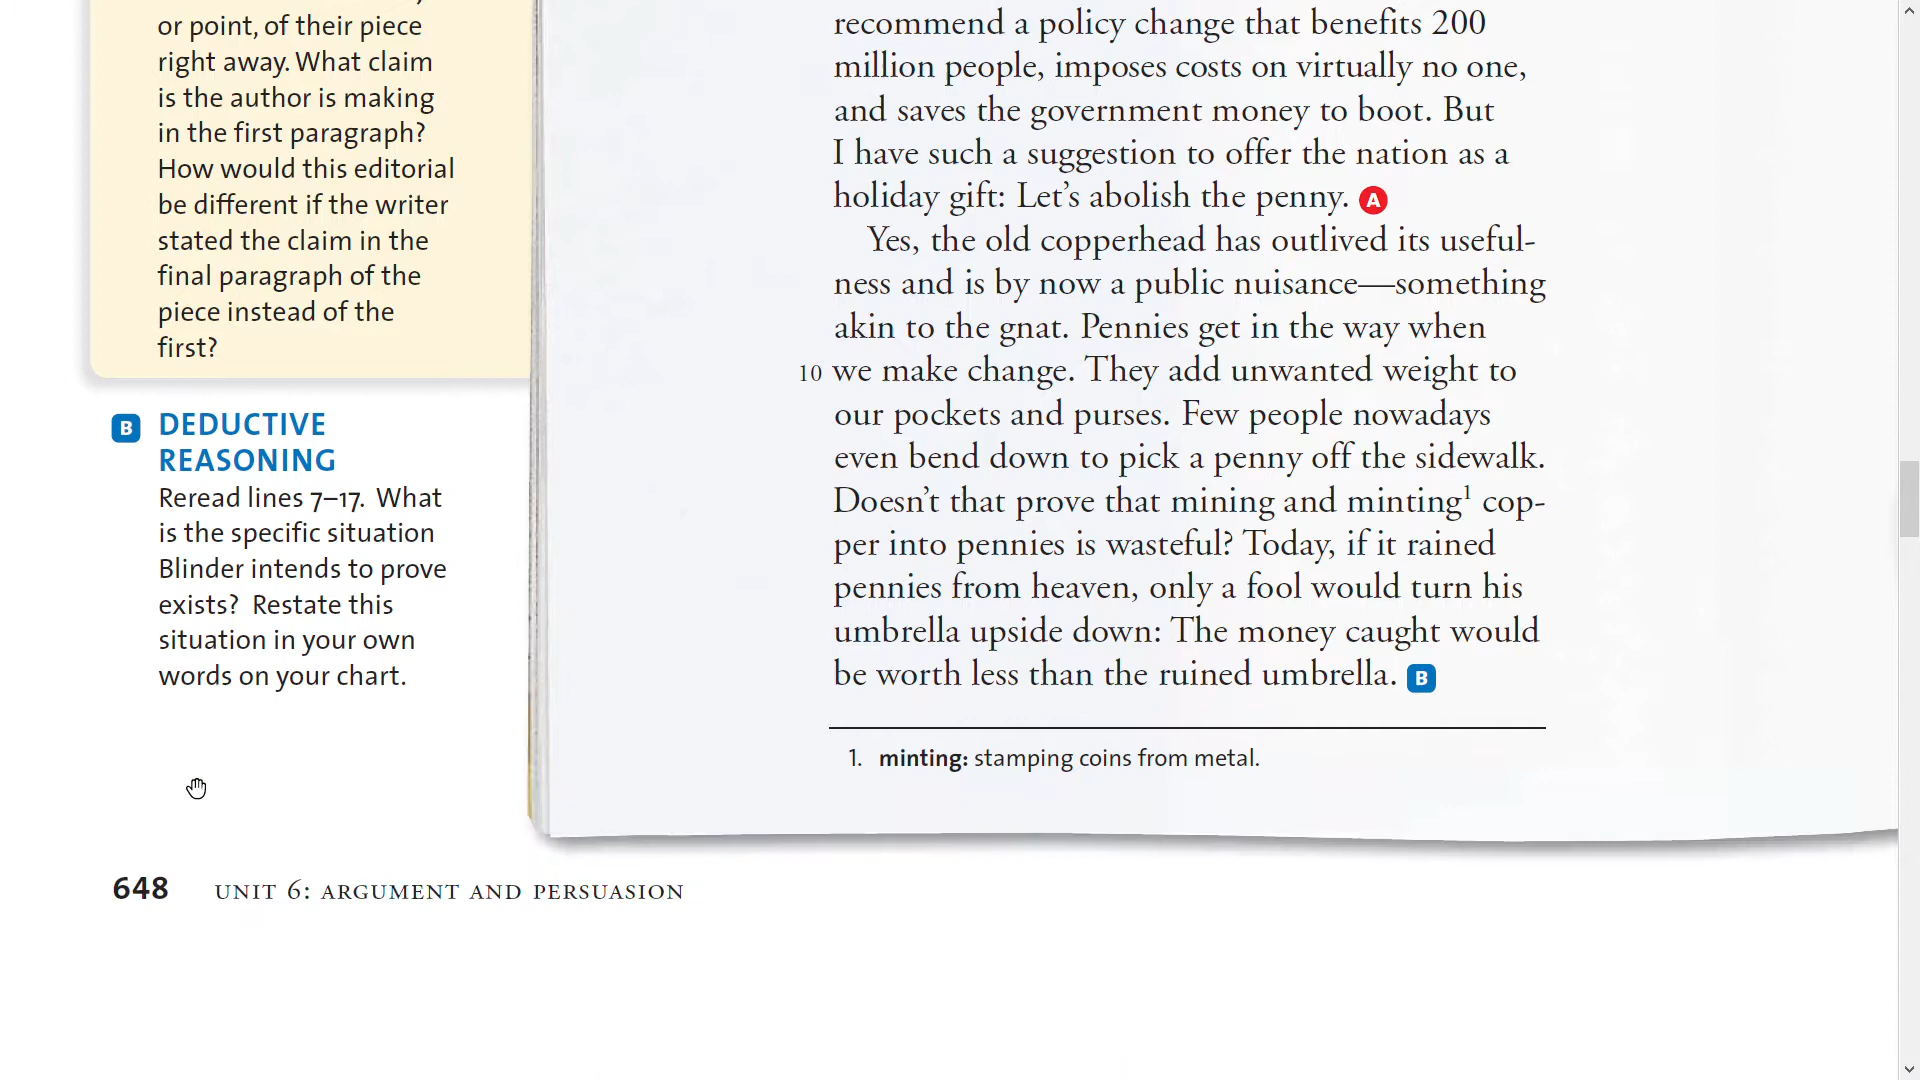 or point, of their piece
right away. What claim
is the author is making
in the first paragraph?
How would this editorial
be different if the writer
stated the claim in the
final paragraph of the
piece instead of the
first?
B DEDUCTIVE
REASONING
Reread lines 7–17. What
is the specific situation
Blinder intends to prove
exists? Restate this
situation in your own
words on your chart.
recommend a policy change that benefits 200
million people, imposes costs on virtually no one,
and saves the government money to boot. But
I have such a suggestion to offer the nation as a
holiday gift: Let’s abolish the penny. A
Yes, the old copperhead has outlived its useful-
ness and is by now a public nuisance—something
akin to the gnat. Pennies get in the way when
10 we make change. They add unwanted weight to
our pockets and purses. Few people nowadays
even bend down to pick a penny off the sidewalk.
Doesn’t that prove that mining and minting1 cop-
per into pennies is wasteful? Today, if it rained
pennies from heaven, only a fool would turn his
umbrella upside down: The money caught would
be worth less than the ruined umbrella. B
1. minting: stamping coins from metal.
648 UNIT 6: ARGUMENT AND PERSUASION